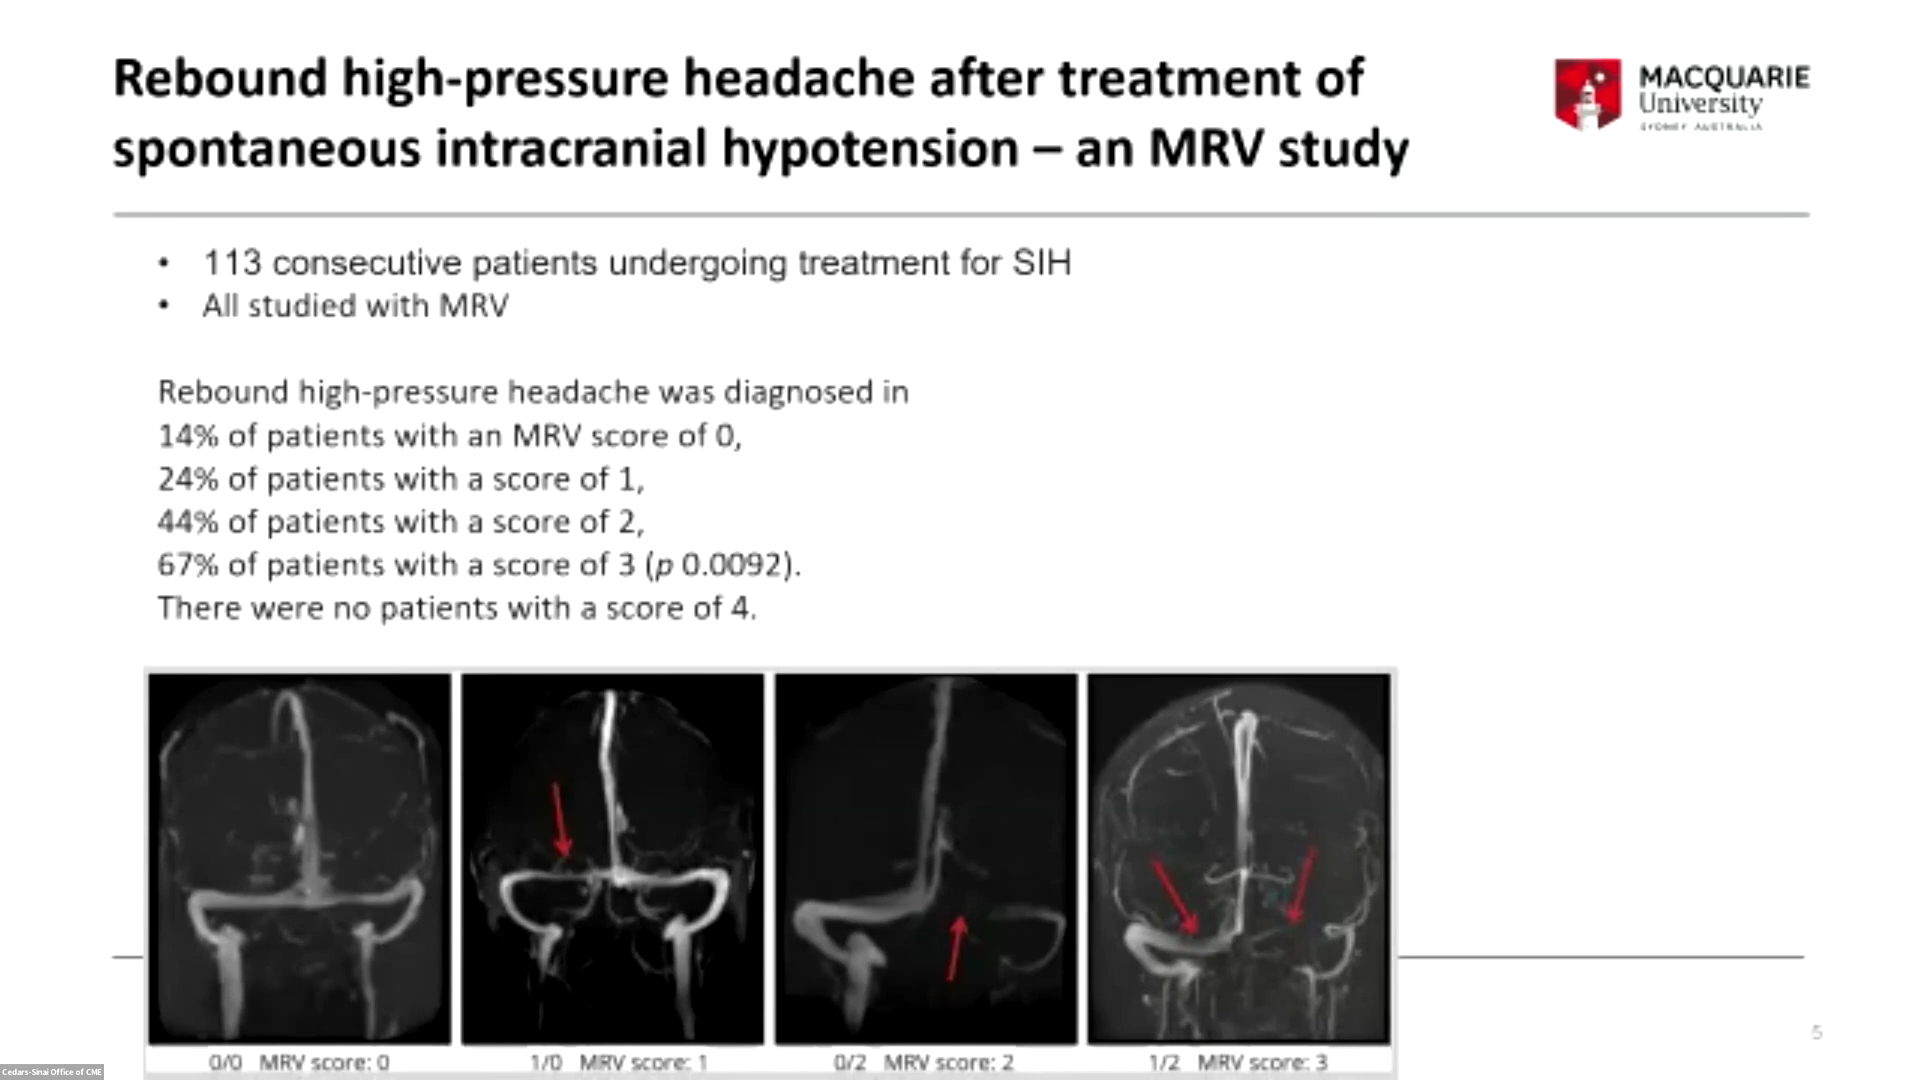 Rebound high-pressure headache after treatment of
spontaneous intracranial hypotension – an MRV study
MACQUARIE
University
SYDNEY AUSTRALIA
• 113 consecutive patients undergoing treatment for SIH
• All studied with MRV
Rebound high-pressure headache was diagnosed in
14% of patients with an MRV score of 0,
24% of patients with a score of 1,
44% of patients with a score of 2,
67% of patients with a score of 3 (p 0.0092).
There were no patients with a score of 4.
0/0 MRV score: 0
1/0 MRV score: 1
0/2 MRV score: 2
1/2 MRV score: 3
5
Cedars-Sinai Office of CME